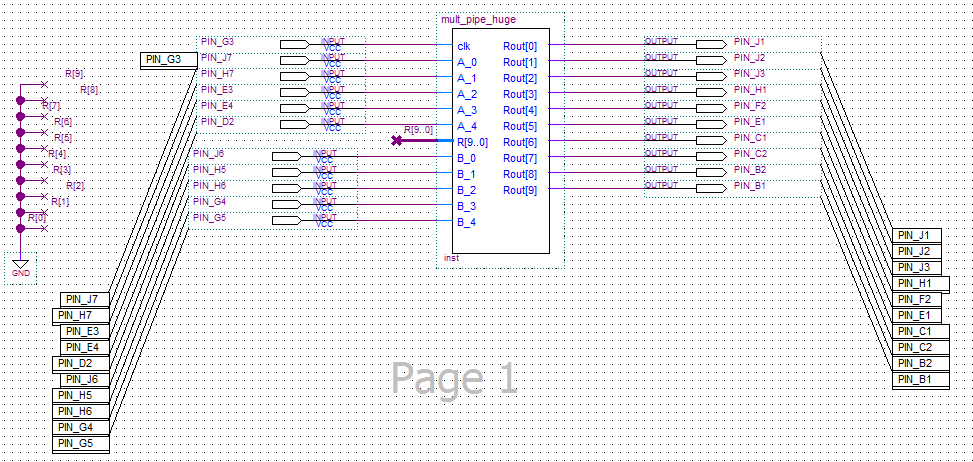 mult_pipe_huge
PIN_G3 INPUT VCC clk Rout[0] OUTPUT PIN_J1
PIN_G3 PIN_J7 INPUT VCC A_0 Rout[1] OUTPUT PIN_J2
R[9] PIN_H7 INPUT VCC A_1 Rout[2] OUTPUT PIN_J3
R[8] PIN_E3 INPUT VCC A_2 Rout[3] OUTPUT PIN_H1
R[7] PIN_E4 INPUT VCC A_3 Rout[4] OUTPUT PIN_F2
R[6] PIN_D2 INPUT VCC A_4 Rout[5] OUTPUT PIN_E1
R[5] R[9..0] R[9..0] Rout[6] OUTPUT PIN_C1
R[4] PIN_J6 INPUT VCC B_0 Rout[7] OUTPUT PIN_C2
R[3] PIN_H5 INPUT VCC B_1 Rout[8] OUTPUT PIN_B2
R[2] PIN_H6 INPUT VCC B_2 Rout[9] OUTPUT PIN_B1
R[1] PIN_G4 INPUT VCC B_3
R[0] PIN_G5 INPUT VCC B_4
inst
GND
PIN_J7
PIN_H7
PIN_E3
PIN_E4
PIN_D2
PIN_J6
PIN_H5
PIN_H6
PIN_G4
PIN_G5
PIN_J1
PIN_J2
PIN_J3
PIN_H1
PIN_F2
PIN_E1
PIN_C1
PIN_C2
PIN_B2
PIN_B1
Page 1